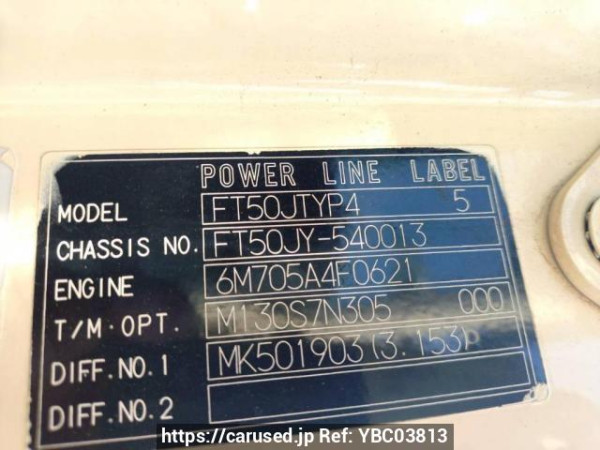 POWER LINE LABEL
MODEL FT50JTYP4 5
CHASSIS NO. FT50JY-540013
ENGINE 6M705A4F0621
T/M·OPT. M130S7N305 000
DIFF.NO.1 MK501903(3.153)R
DIFF.NO.2
https://carused.jp Ref: YBC03813